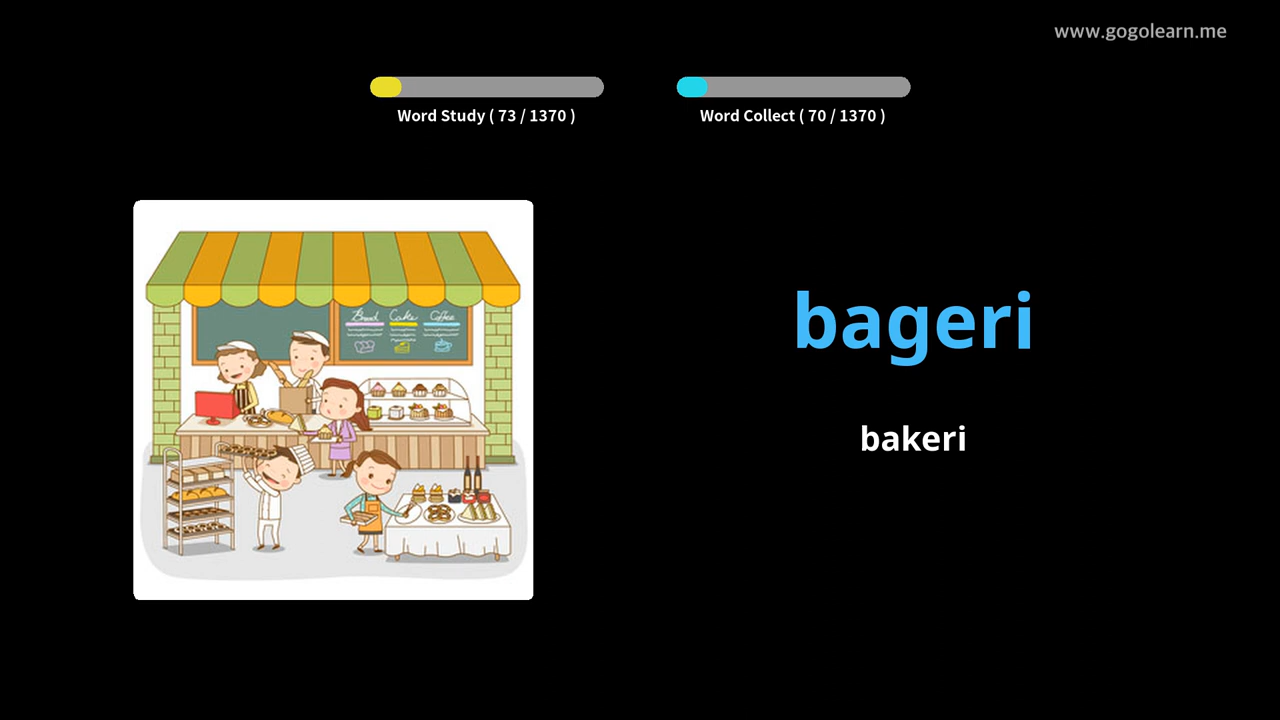 www.gogolearn.me
Word Study ( 73 / 1370 )
Word Collect ( 70 / 1370 )
Bread Cake Coffee
bageri
bakeri